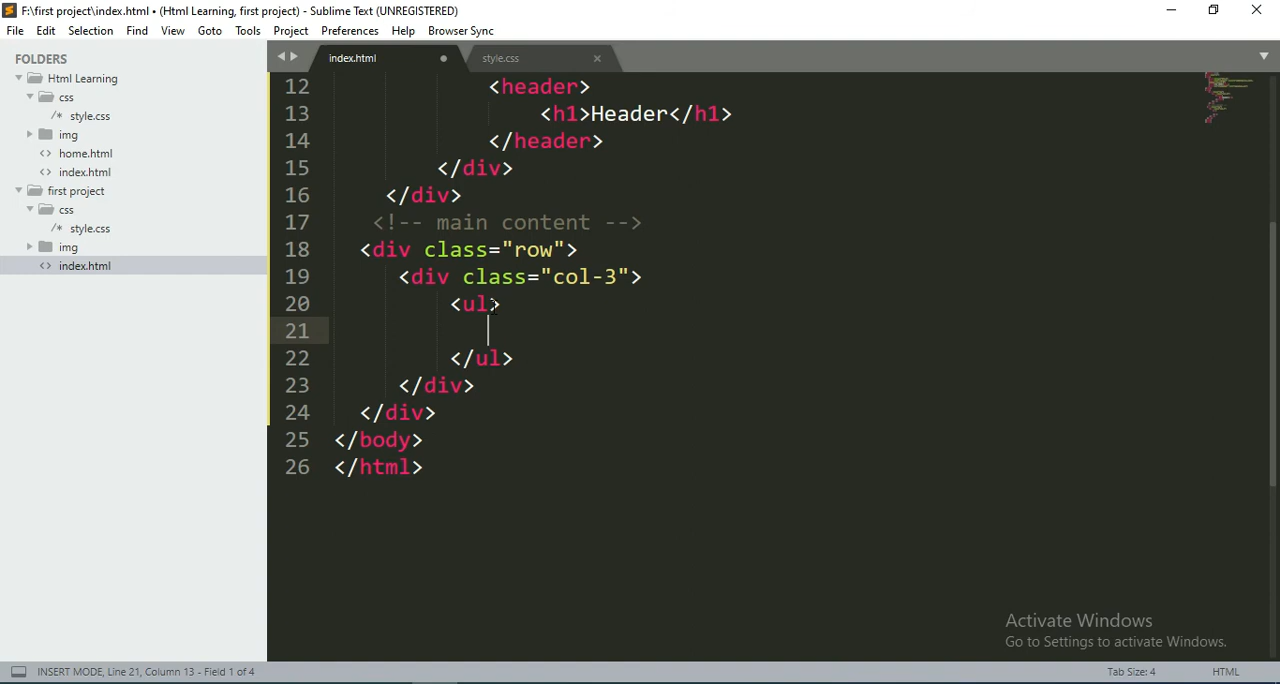 F:\first project\index.html • (Html Learning, first project) - Sublime Text (UNREGISTERED)
File Edit Selection Find View Goto Tools Project Preferences Help Browser Sync
FOLDERS
Html Learning
css
/* style.css
img
<> home.html
<> index.html
first project
css
/* style.css
img
<> index.html
index.html
style.css
12 <header>
13 <h1>Header</h1>
14 </header>
15 </div>
16 </div>
17 <!-- main content -->
18 <div class="row">
19 <div class="col-3">
20 <ul>
21
22 </ul>
23 </div>
24 </div>
25 </body>
26 </html>
Activate Windows
Go to Settings to activate Windows.
INSERT MODE, Line 21, Column 13 - Field 1 of 4
Tab Size: 4
HTML